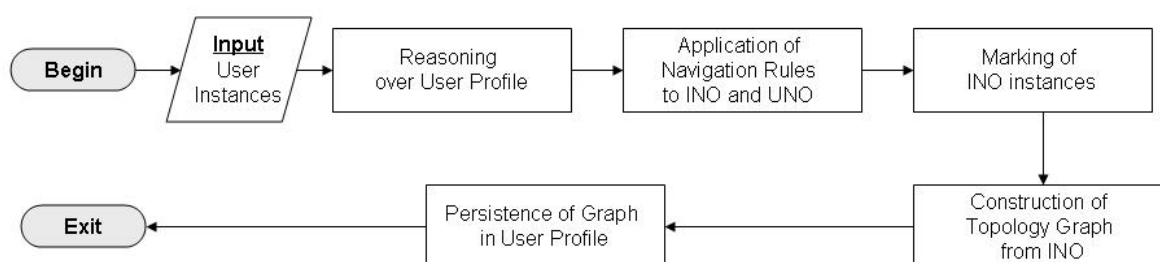 Begin
Input
User
Instances
Reasoning
over User Profile
Application of
Navigation Rules
to INO and UNO
Marking of
INO instances
Construction of
Topology Graph
from INO
Persistence of Graph
in User Profile
Exit